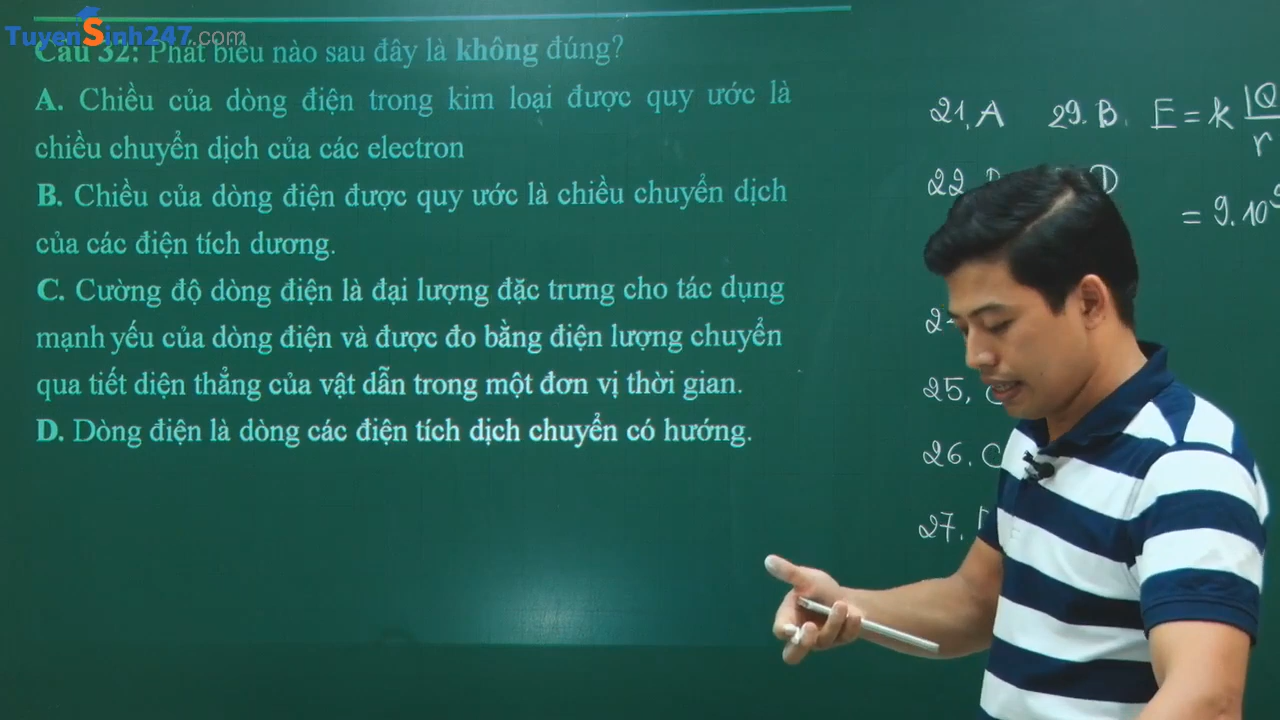 TuyenSinh247.com
Câu 32: Phát biểu nào sau đây là không đúng?
A. Chiều của dòng điện trong kim loại được quy ước là
chiều chuyển dịch của các electron
B. Chiều của dòng điện được quy ước là chiều chuyển dịch
của các điện tích dương.
C. Cường độ dòng điện là đại lượng đặc trưng cho tác dụng
mạnh yếu của dòng điện và được đo bằng điện lượng chuyển
qua tiết diện thẳng của vật dẫn trong một đơn vị thời gian.
D. Dòng điện là dòng các điện tích dịch chuyển có hướng.
21, A
22.
25,
26. C
27.
29. B.
D
E = k |Q
r
= 9.10⁹